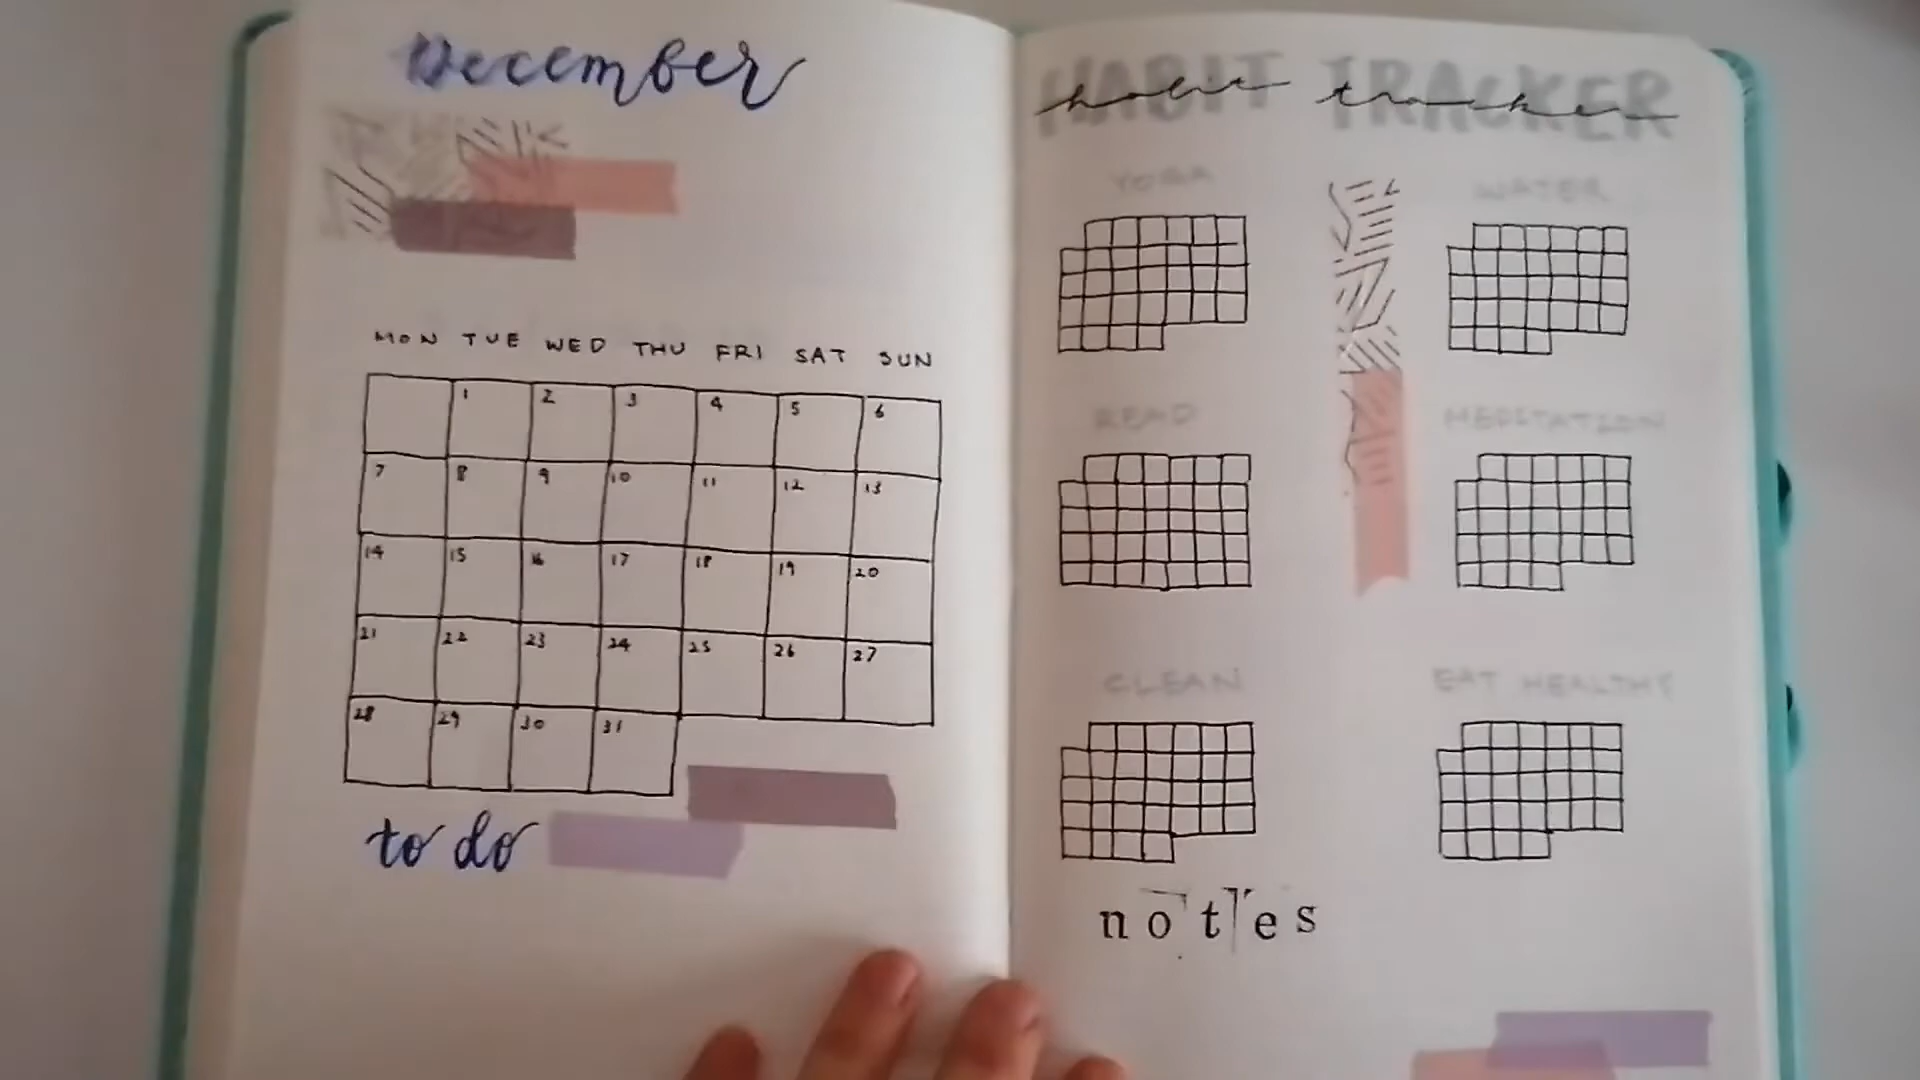 December
MON TUE WED THU FRI SAT SUN
1 2 3 4 5 6
7 8 9 10 11 12 13
14 15 16 17 18 19 20
21 22 23 24 25 26 27
28 29 30 31
to do
HABIT TRACKER
habit tracker
YOGA WATER
READ MEDITATION
CLEAN EAT HEALTHY
notes